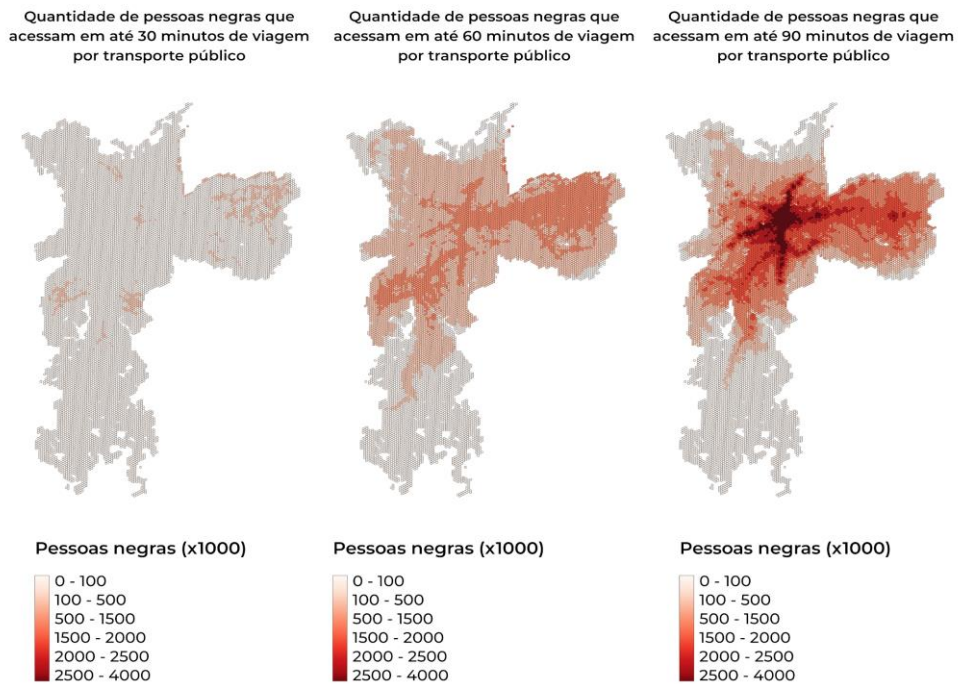 Quantidade de pessoas negras que
acessam em até 30 minutos de viagem
por transporte público
Quantidade de pessoas negras que
acessam em até 60 minutos de viagem
por transporte público
Quantidade de pessoas negras que
acessam em até 90 minutos de viagem
por transporte público
Pessoas negras (x1000)
0 - 100
100 - 500
500 - 1500
1500 - 2000
2000 - 2500
2500 - 4000
Pessoas negras (x1000)
0 - 100
100 - 500
500 - 1500
1500 - 2000
2000 - 2500
2500 - 4000
Pessoas negras (x1000)
0 - 100
100 - 500
500 - 1500
1500 - 2000
2000 - 2500
2500 - 4000